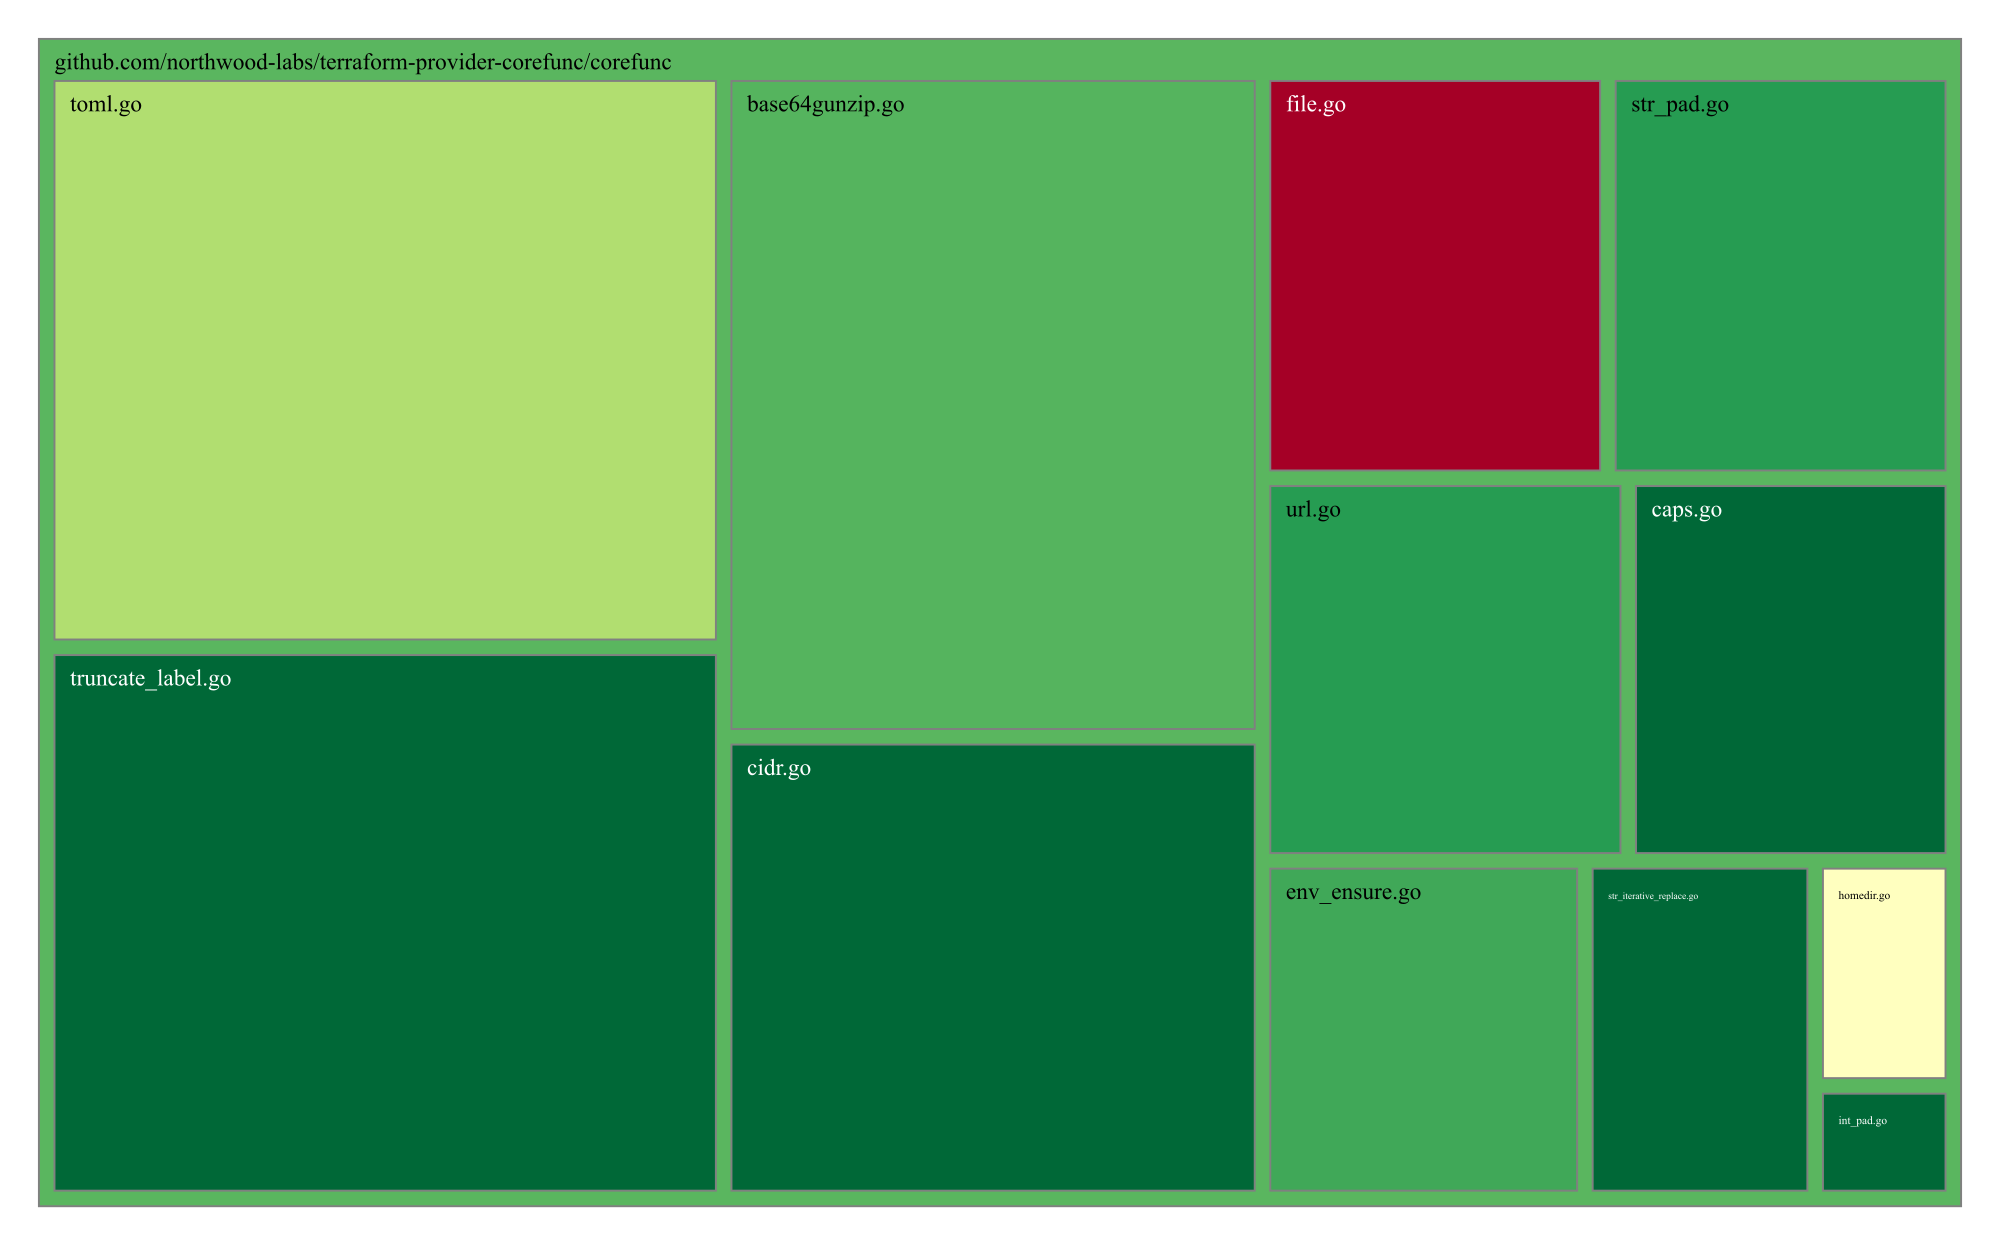 github.com/northwood-labs/terraform-provider-corefunc/corefunc
toml.go
base64gunzip.go
file.go
str_pad.go
url.go
caps.go
truncate_label.go
cidr.go
env_ensure.go
str_iterative_replace.go
homedir.go
int_pad.go